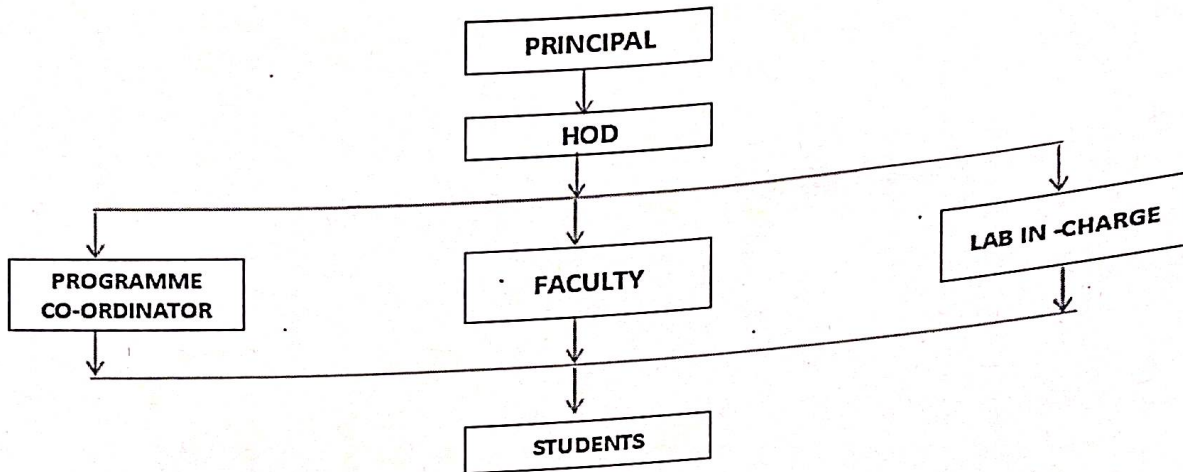 PRINCIPAL
HOD
PROGRAMME
CO-ORDINATOR
FACULTY
LAB IN -CHARGE
STUDENTS